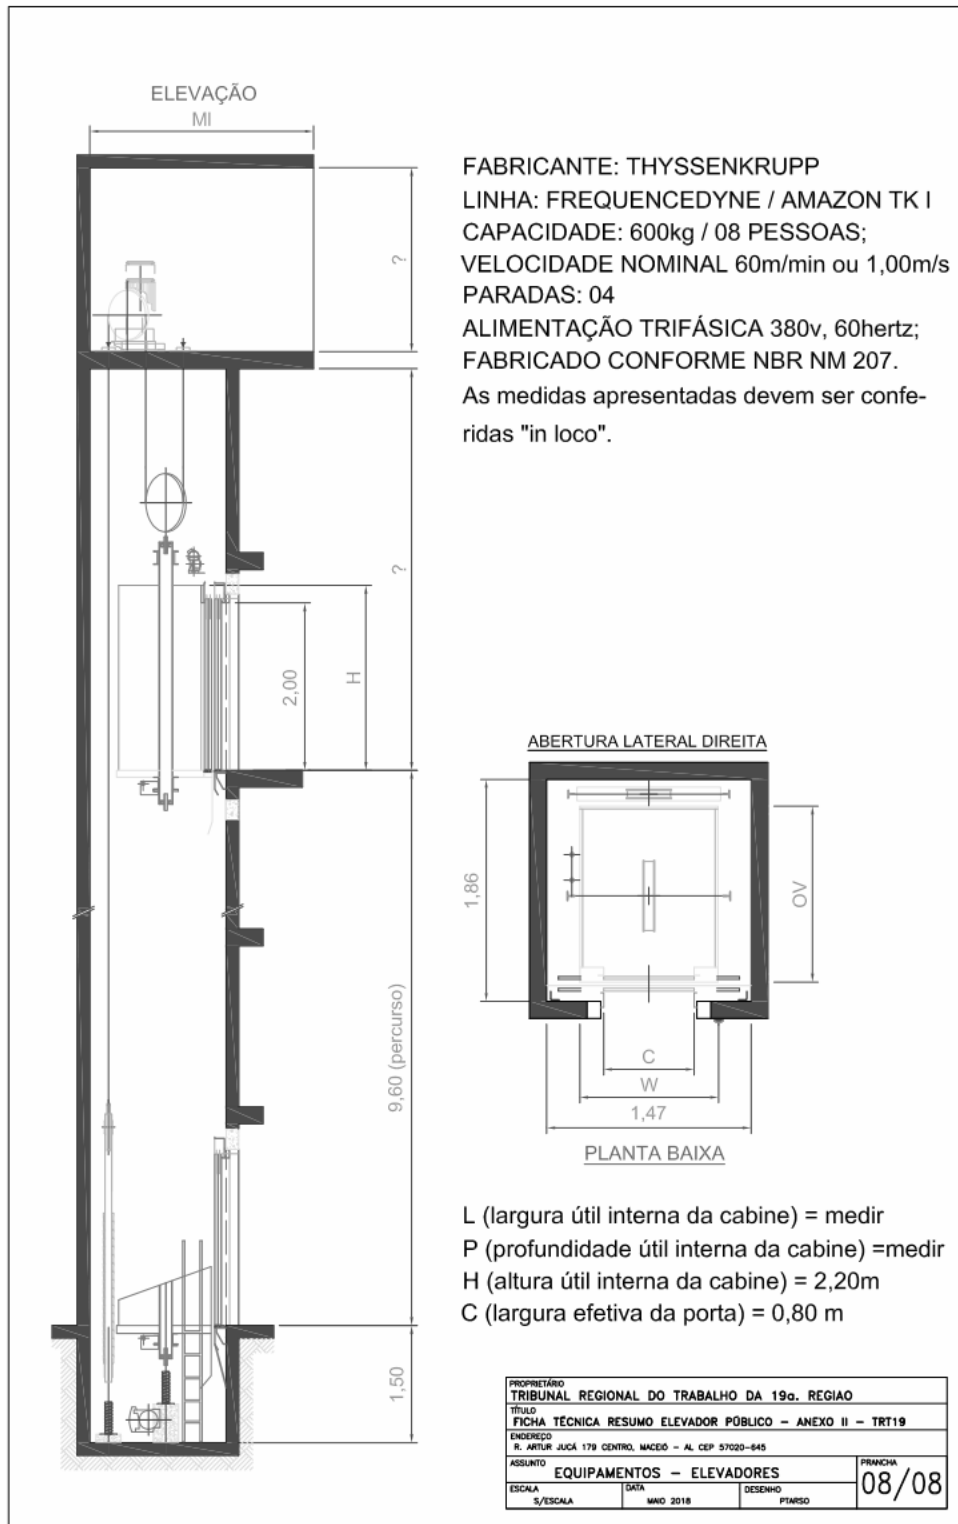 ELEVAÇÃO
MI
?
FABRICANTE: THYSSENKRUPP
LINHA: FREQUENCEDYNE / AMAZON TK I
CAPACIDADE: 600kg / 08 PESSOAS;
VELOCIDADE NOMINAL 60m/min ou 1,00m/s
PARADAS: 04
ALIMENTAÇÃO TRIFÁSICA 380v, 60hertz;
FABRICADO CONFORME NBR NM 207.
As medidas apresentadas devem ser confe-
ridas "in loco".
?
2,00
H
9,60 (percurso)
1,50
ABERTURA LATERAL DIREITA
1,86
OV
C
W
1,47
PLANTA BAIXA
L (largura útil interna da cabine) = medir
P (profundidade útil interna da cabine) =medir
H (altura útil interna da cabine) = 2,20m
C (largura efetiva da porta) = 0,80 m
PROPRIETÁRIO
TRIBUNAL REGIONAL DO TRABALHO DA 19a. REGIAO
TÍTULO
FICHA TÉCNICA RESUMO ELEVADOR PÚBLICO - ANEXO II - TRT19
ENDEREÇO
R. ARTUR JUCÁ 179 CENTRO, MACEIÓ - AL CEP 57020-645
ASSUNTO
EQUIPAMENTOS - ELEVADORES
PRANCHA
08/08
ESCALA
S/ESCALA
DATA
MAIO 2018
DESENHO
PTARSO